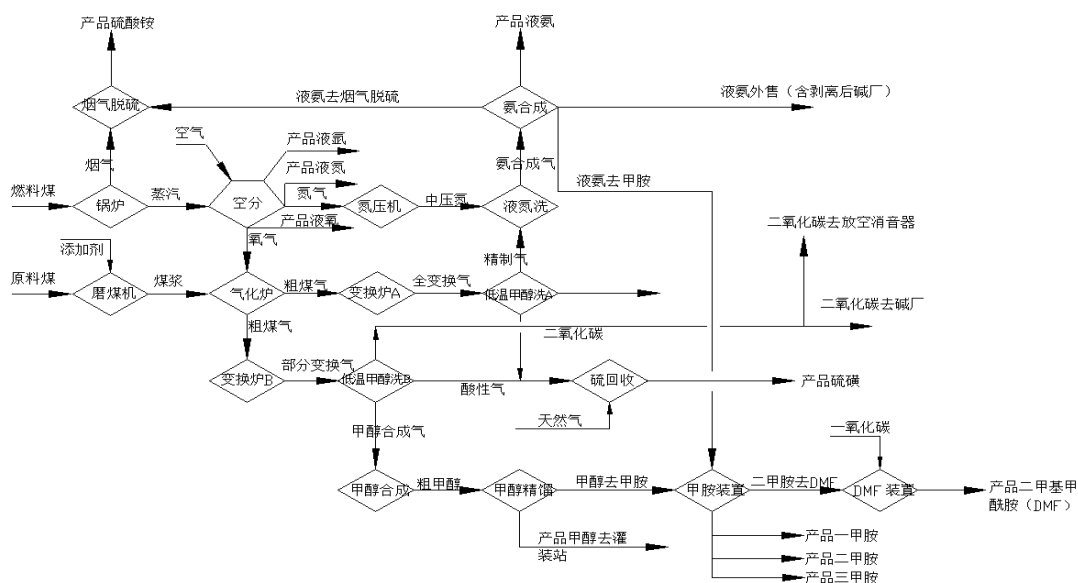 产品硫酸铵
产品液氨
烟气脱硫
液氨去烟气脱硫
氨合成
液氨外售（含剥离后碱厂）
空气
产品液氩
烟气
产品液氮
氨合成气
液氨去甲胺
燃料煤
锅炉
蒸汽
空分
氮气
氮压机
中压氮
液氮洗
产品液氧
二氧化碳去放空消音器
添加剂
氧气
精制气
原料煤
磨煤机
煤浆
气化炉
粗煤气
变换炉A
全变换气
低温甲醇洗A
二氧化碳去碱厂
粗煤气
二氧化碳
部分变换气
变换炉B
低温甲醇洗B
酸性气
硫回收
产品硫磺
天然气
甲醇合成气
一氧化碳
甲醇合成
粗甲醇
甲醇精馏
甲醇去甲胺
甲胺装置
二甲胺去DMF
DMF 装置
产品二甲基甲
酰胺（DMF）
产品甲醇去灌
装站
产品一甲胺
产品二甲胺
产品三甲胺